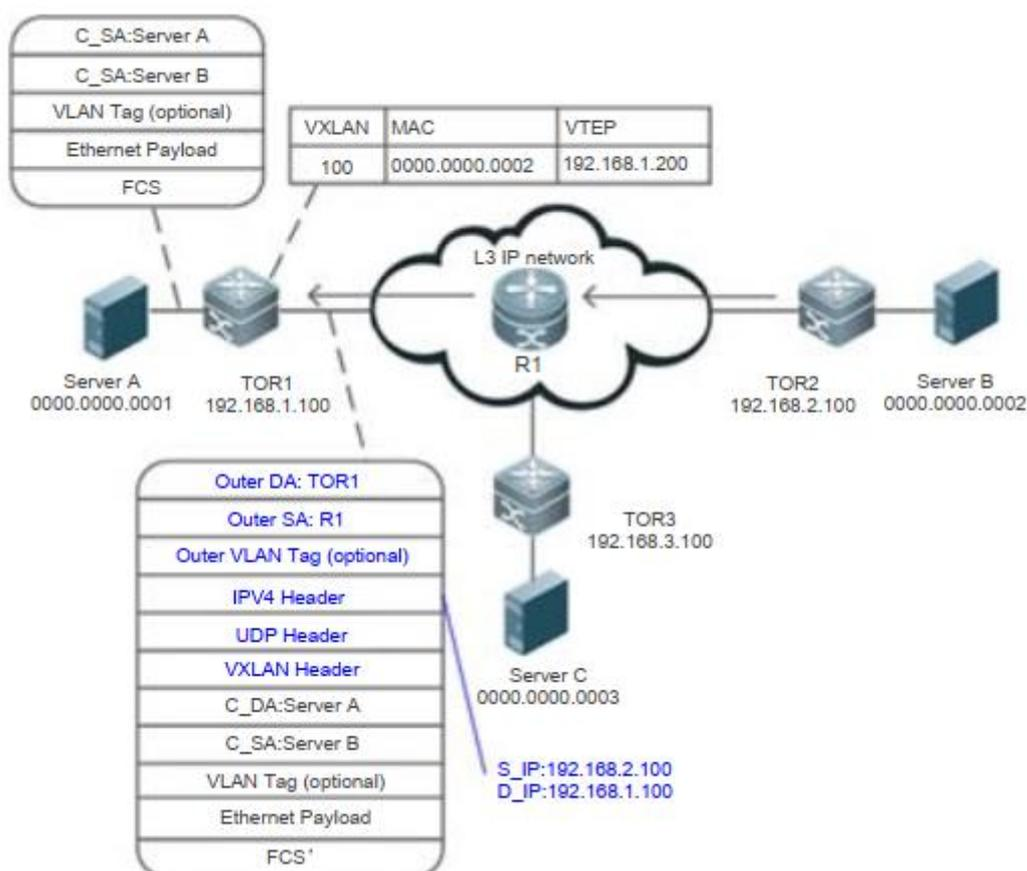 C_SA:Server A
C_SA:Server B
VLAN Tag (optional)
Ethernet Payload
FCS
VXLAN MAC VTEP
100 0000.0000.0002 192.168.1.200
L3 IP network
R1
Server A
0000.0000.0001
TOR1
192.168.1.100
TOR2
192.168.2.100
Server B
0000.0000.0002
TOR3
192.168.3.100
Server C
0000.0000.0003
Outer DA: TOR1
Outer SA: R1
Outer VLAN Tag (optional)
IPV4 Header
UDP Header
VXLAN Header
C_DA:Server A
C_SA:Server B
VLAN Tag (optional)
Ethernet Payload
FCS'
S_IP:192.168.2.100
D_IP:192.168.1.100